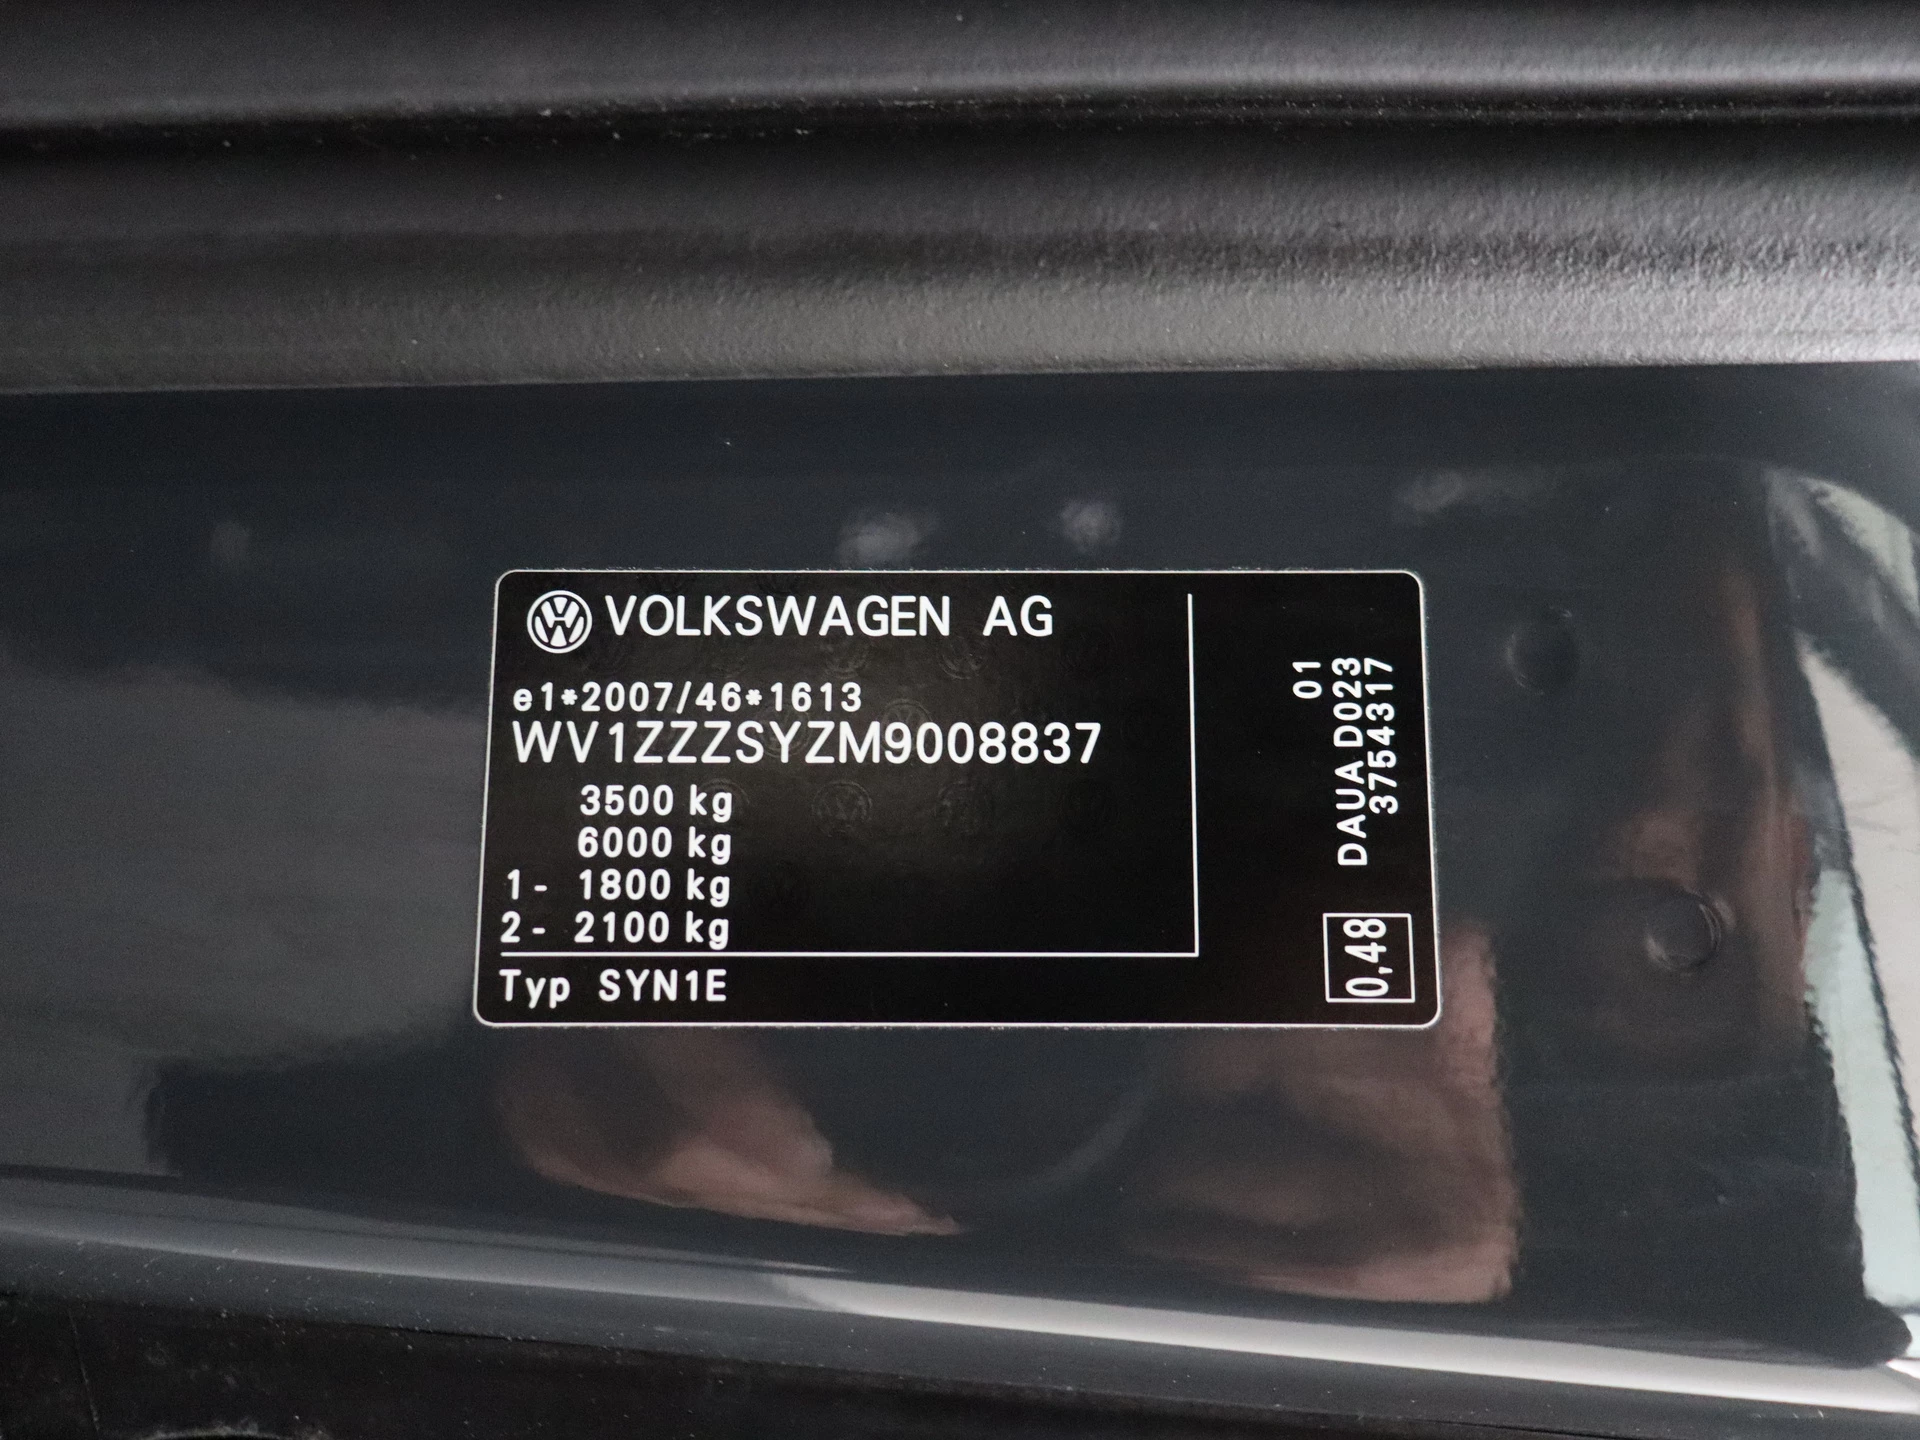 VOLKSWAGEN AG
e1*2007/46*1613
WV1ZZZSYZM9008837
3500 kg
6000 kg
1- 1800 kg
2- 2100 kg
Typ SYN1E
01
DAUA D023
37543317
0,48